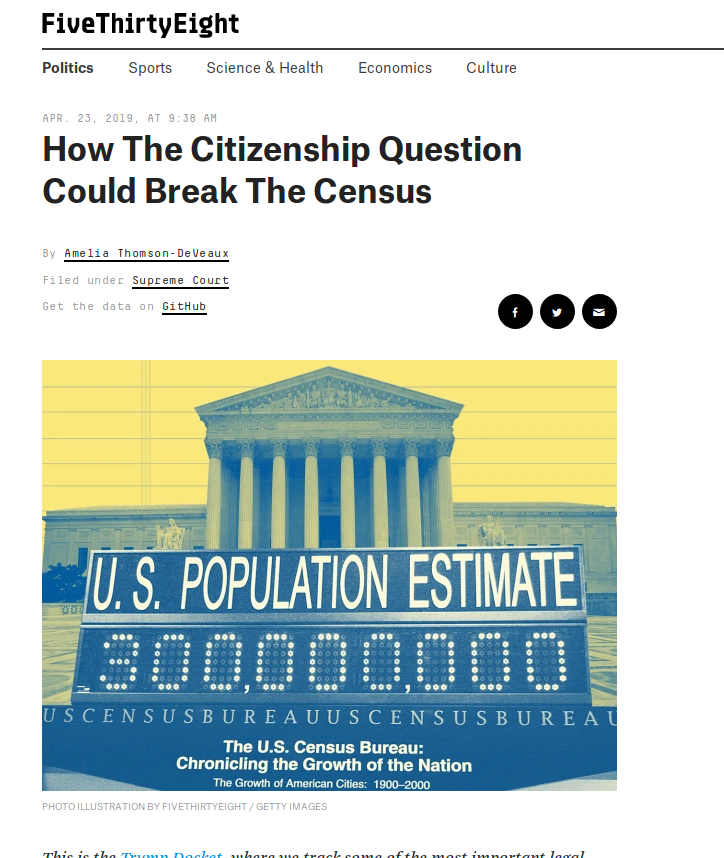 FiveThirtyEight
Politics Sports Science & Health Economics Culture
APR. 23, 2019, AT 9:38 AM
How The Citizenship Question
Could Break The Census
By Amelia Thomson-DeVeaux
Filed under Supreme Court
Get the data on GitHub
U.S. POPULATION ESTIMATE
300,000,000
USCENSUSBUREAUUSCENSUSBUREAU
The U.S. Census Bureau:
Chronicling the Growth of the Nation
The Growth of American Cities: 1900–2000
PHOTO ILLUSTRATION BY FIVETHIRTYEIGHT / GETTY IMAGES
This is the Trump Docket, where we track some of the most important legal